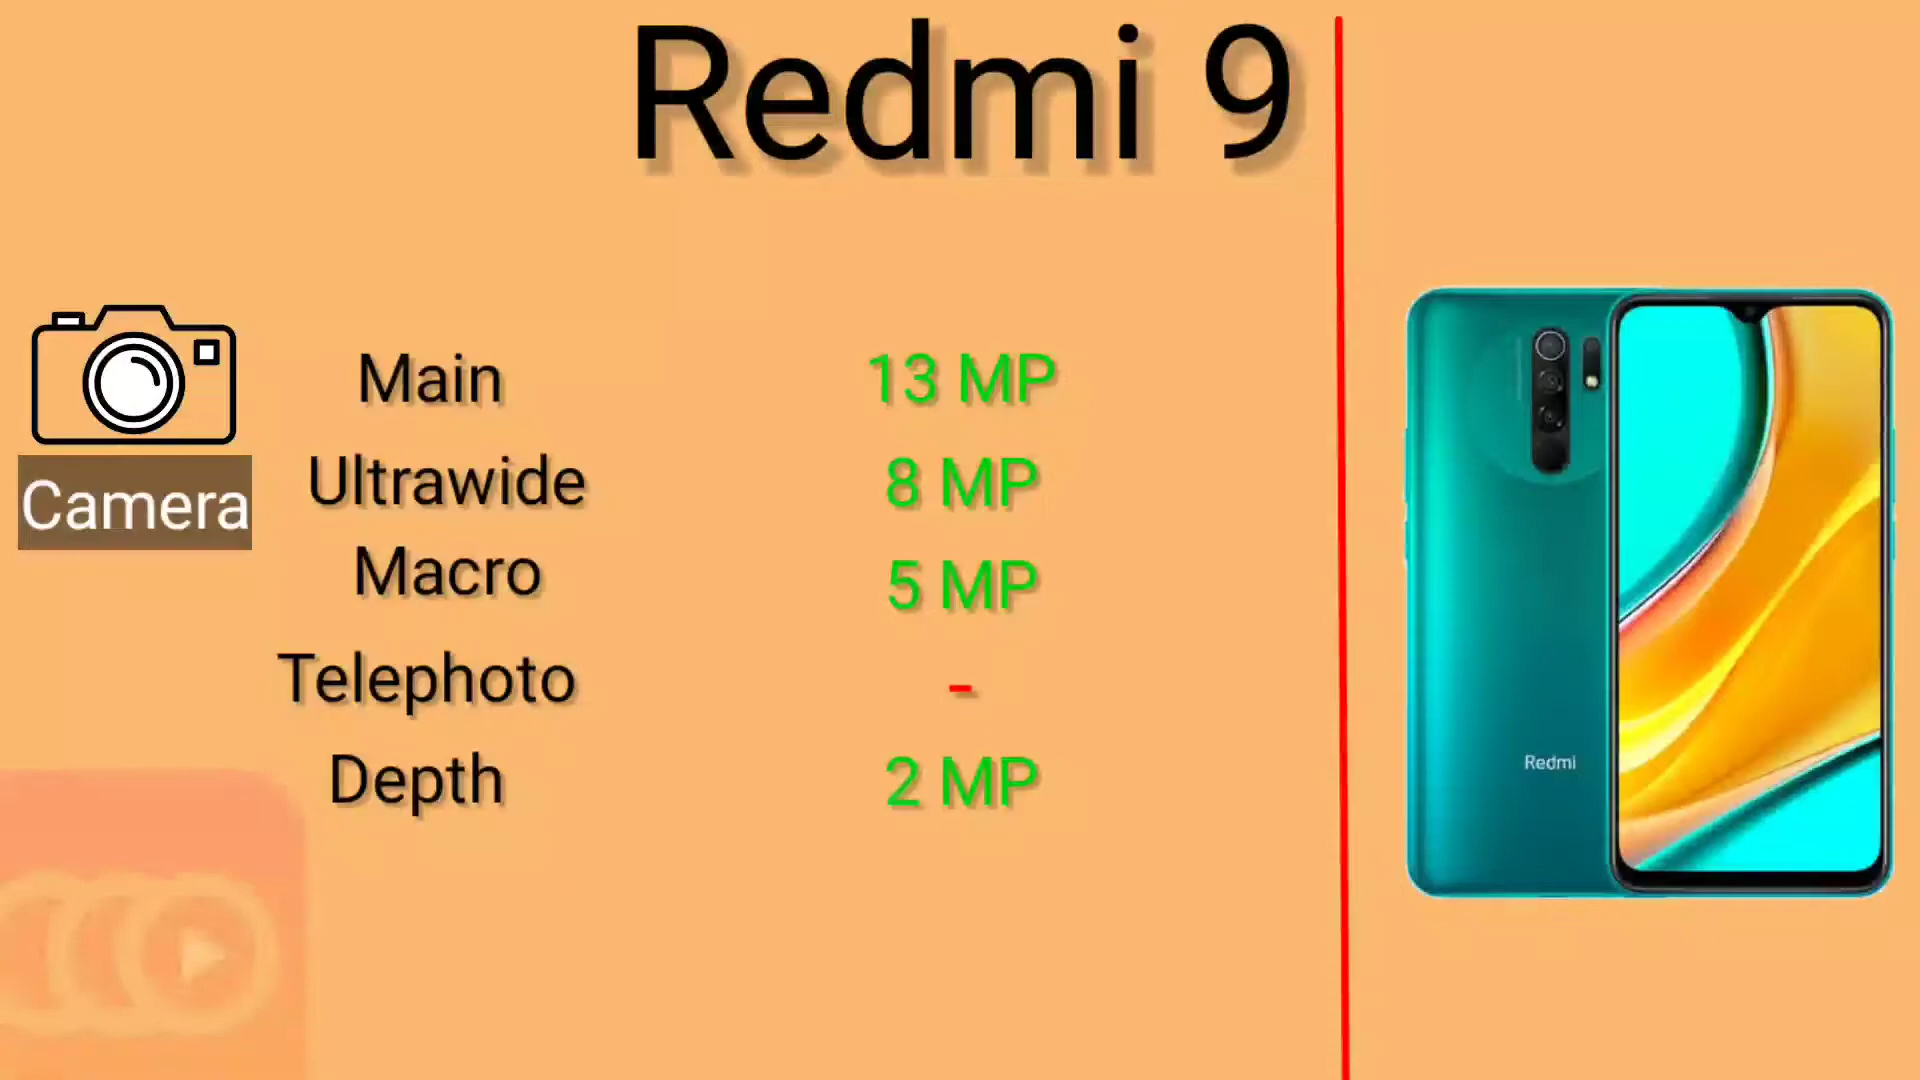 Redmi 9
Camera
Main 13 MP
Ultrawide 8 MP
Macro 5 MP
Telephoto -
Depth 2 MP
Redmi